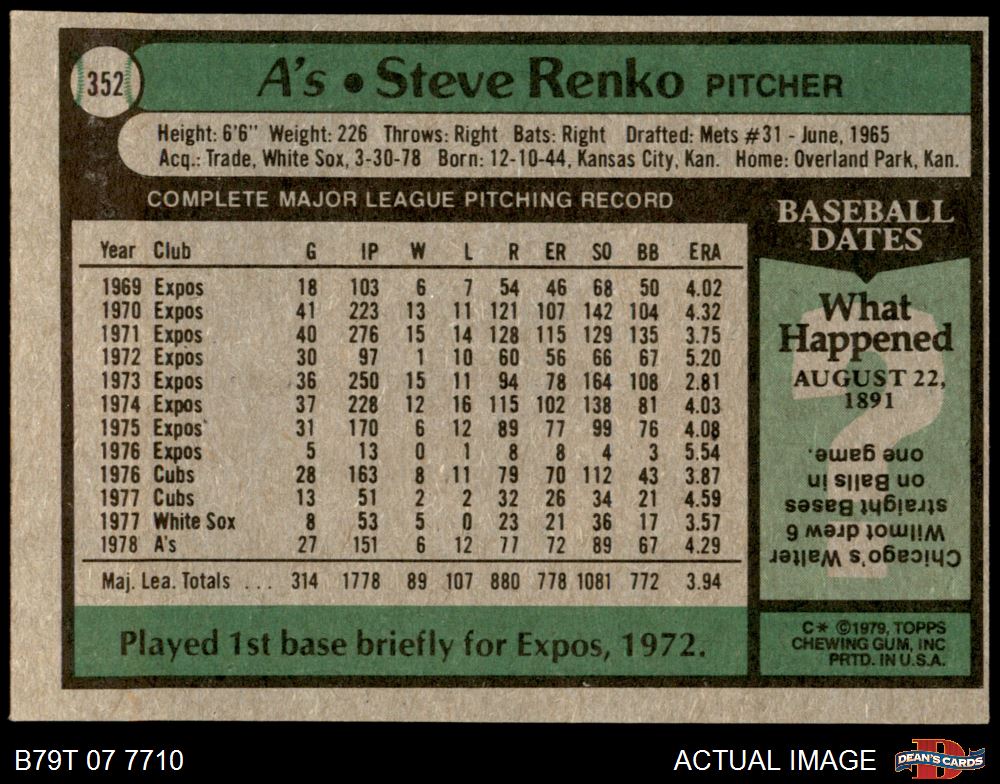 352
A's • Steve Renko PITCHER
Height: 6'6" Weight: 226 Throws: Right Bats: Right Drafted: Mets #31 - June, 1965
Acq.: Trade, White Sox, 3-30-78 Born: 12-10-44, Kansas City, Kan. Home: Overland Park, Kan.
COMPLETE MAJOR LEAGUE PITCHING RECORD
Year Club G IP W L R ER SO BB ERA
1969 Expos 18 103 6 7 54 46 68 50 4.02
1970 Expos 41 223 13 11 121 107 142 104 4.32
1971 Expos 40 276 15 14 128 115 129 135 3.75
1972 Expos 30 97 1 10 60 56 66 67 5.20
1973 Expos 36 250 15 11 94 78 164 108 2.81
1974 Expos 37 228 12 16 115 102 138 81 4.03
1975 Expos 31 170 6 12 89 77 99 76 4.08
1976 Expos 5 13 0 1 8 8 4 3 5.54
1976 Cubs 28 163 8 11 79 70 112 43 3.87
1977 Cubs 13 51 2 2 32 26 34 21 4.59
1977 White Sox 8 53 5 0 23 21 36 17 3.57
1978 A's 27 151 6 12 77 72 89 67 4.29
Maj. Lea. Totals ... 314 1778 89 107 880 778 1081 772 3.94
Played 1st base briefly for Expos, 1972.
BASEBALL
DATES
What
Happened
AUGUST 22,
1891
?
Chicago's Walter
Wilmot drew 6
straight Bases
on Balls in
one game.
C* ©1979, TOPPS
CHEWING GUM, INC
PRTD. IN U.S.A.
B79T 07 7710
ACTUAL IMAGE
D
DEAN'S CARDS